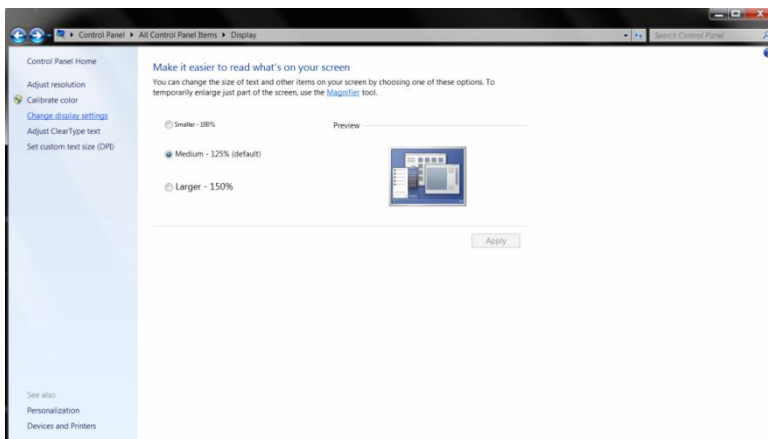 Control Panel ▸ All Control Panel Items ▸ Display
Search Control Panel
Control Panel Home
Adjust resolution
Calibrate color
Change display settings
Adjust ClearType text
Set custom text size (DPI)
Make it easier to read what's on your screen
You can change the size of text and other items on your screen by choosing one of these options. To
temporarily enlarge just part of the screen, use the Magnifier tool.
Smaller - 100%
Preview
Medium - 125% (default)
Larger - 150%
Apply
See also
Personalization
Devices and Printers